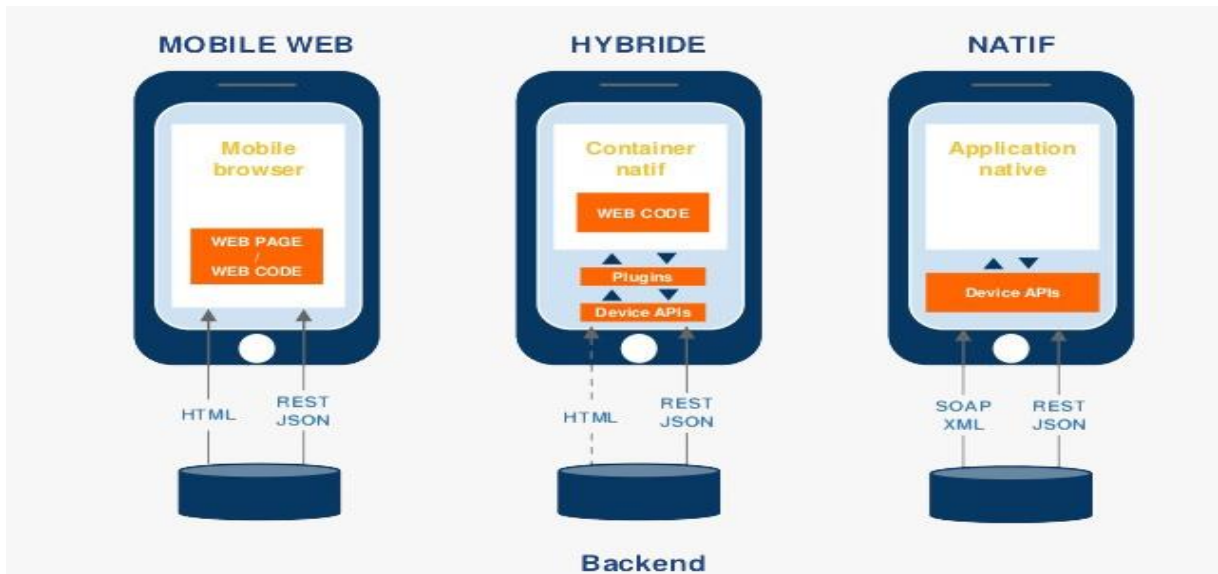 MOBILE WEB
Mobile
browser
WEB PAGE
/
WEB CODE
HTML
REST
JSON
HYBRIDE
Container
natif
WEB CODE
Plugins
Device APIs
HTML
REST
JSON
NATIF
Application
native
Device APIs
SOAP
XML
REST
JSON
Backend